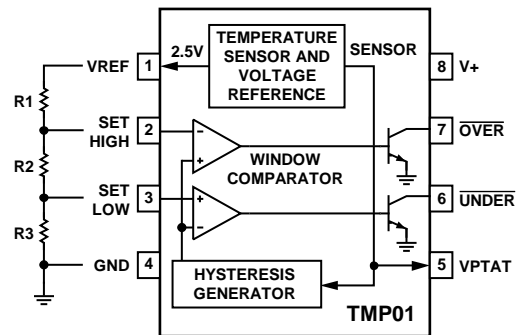 TEMPERATURE
SENSOR AND
VOLTAGE
REFERENCE
2.5V
SENSOR
VREF
1
8
V+
R1
SET
HIGH
2
7
OVER
R2
WINDOW
COMPARATOR
SET
LOW
3
6
UNDER
R3
GND
4
5
VPTAT
HYSTERESIS
GENERATOR
TMP01
−
+
+
−